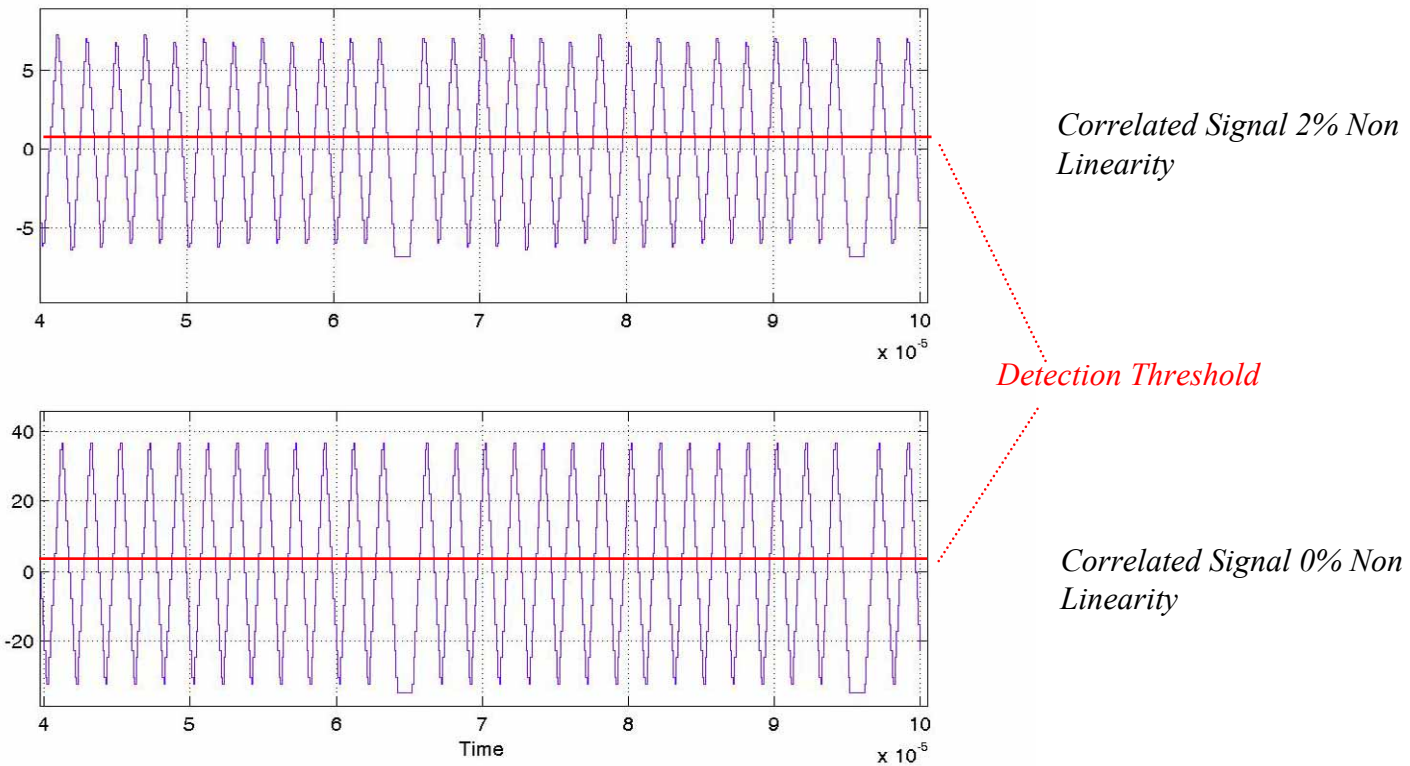 5
0
-5
4 5 6 7 8 9 10
x 10-5
Correlated Signal 2% Non
Linearity
Detection Threshold
40
20
0
-20
4 5 6 7 8 9 10
Time
x 10-5
Correlated Signal 0% Non
Linearity